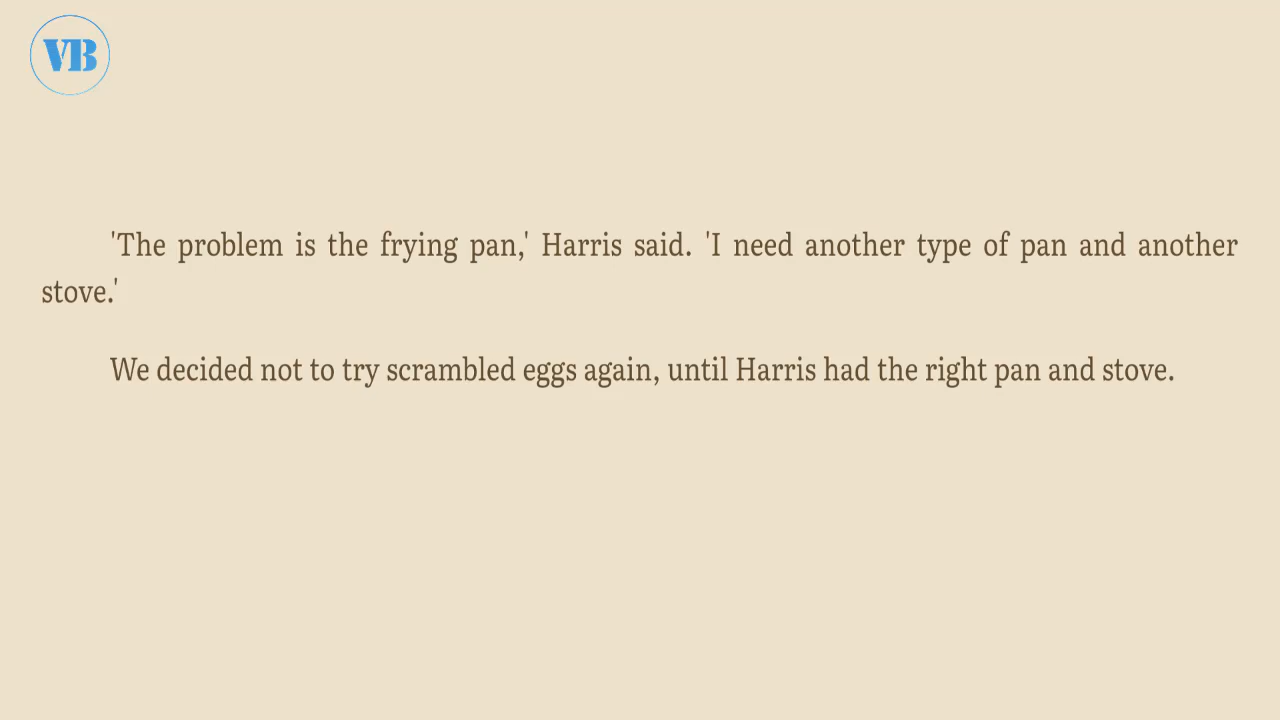 VB
'The problem is the frying pan,' Harris said. 'I need another type of pan and another
stove.'
We decided not to try scrambled eggs again, until Harris had the right pan and stove.